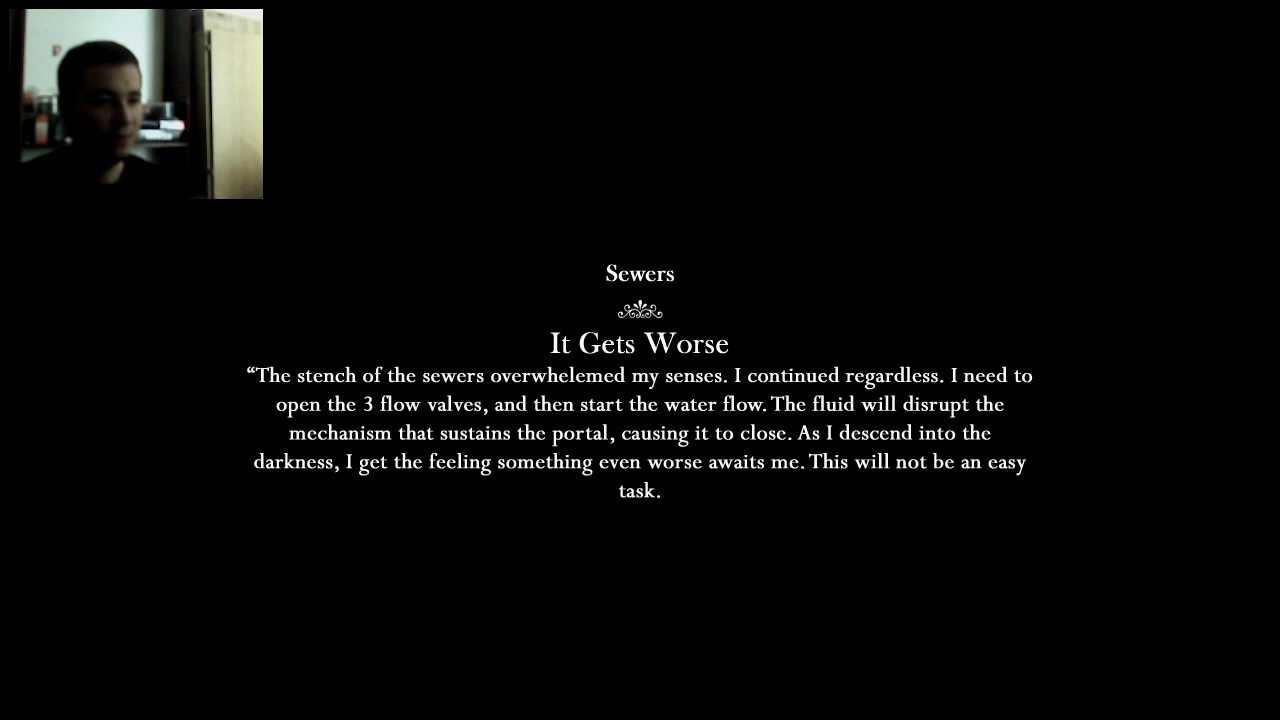 Sewers
It Gets Worse
“The stench of the sewers overwhelemed my senses. I continued regardless. I need to
open the 3 flow valves, and then start the water flow. The fluid will disrupt the
mechanism that sustains the portal, causing it to close. As I descend into the
darkness, I get the feeling something even worse awaits me. This will not be an easy
task.